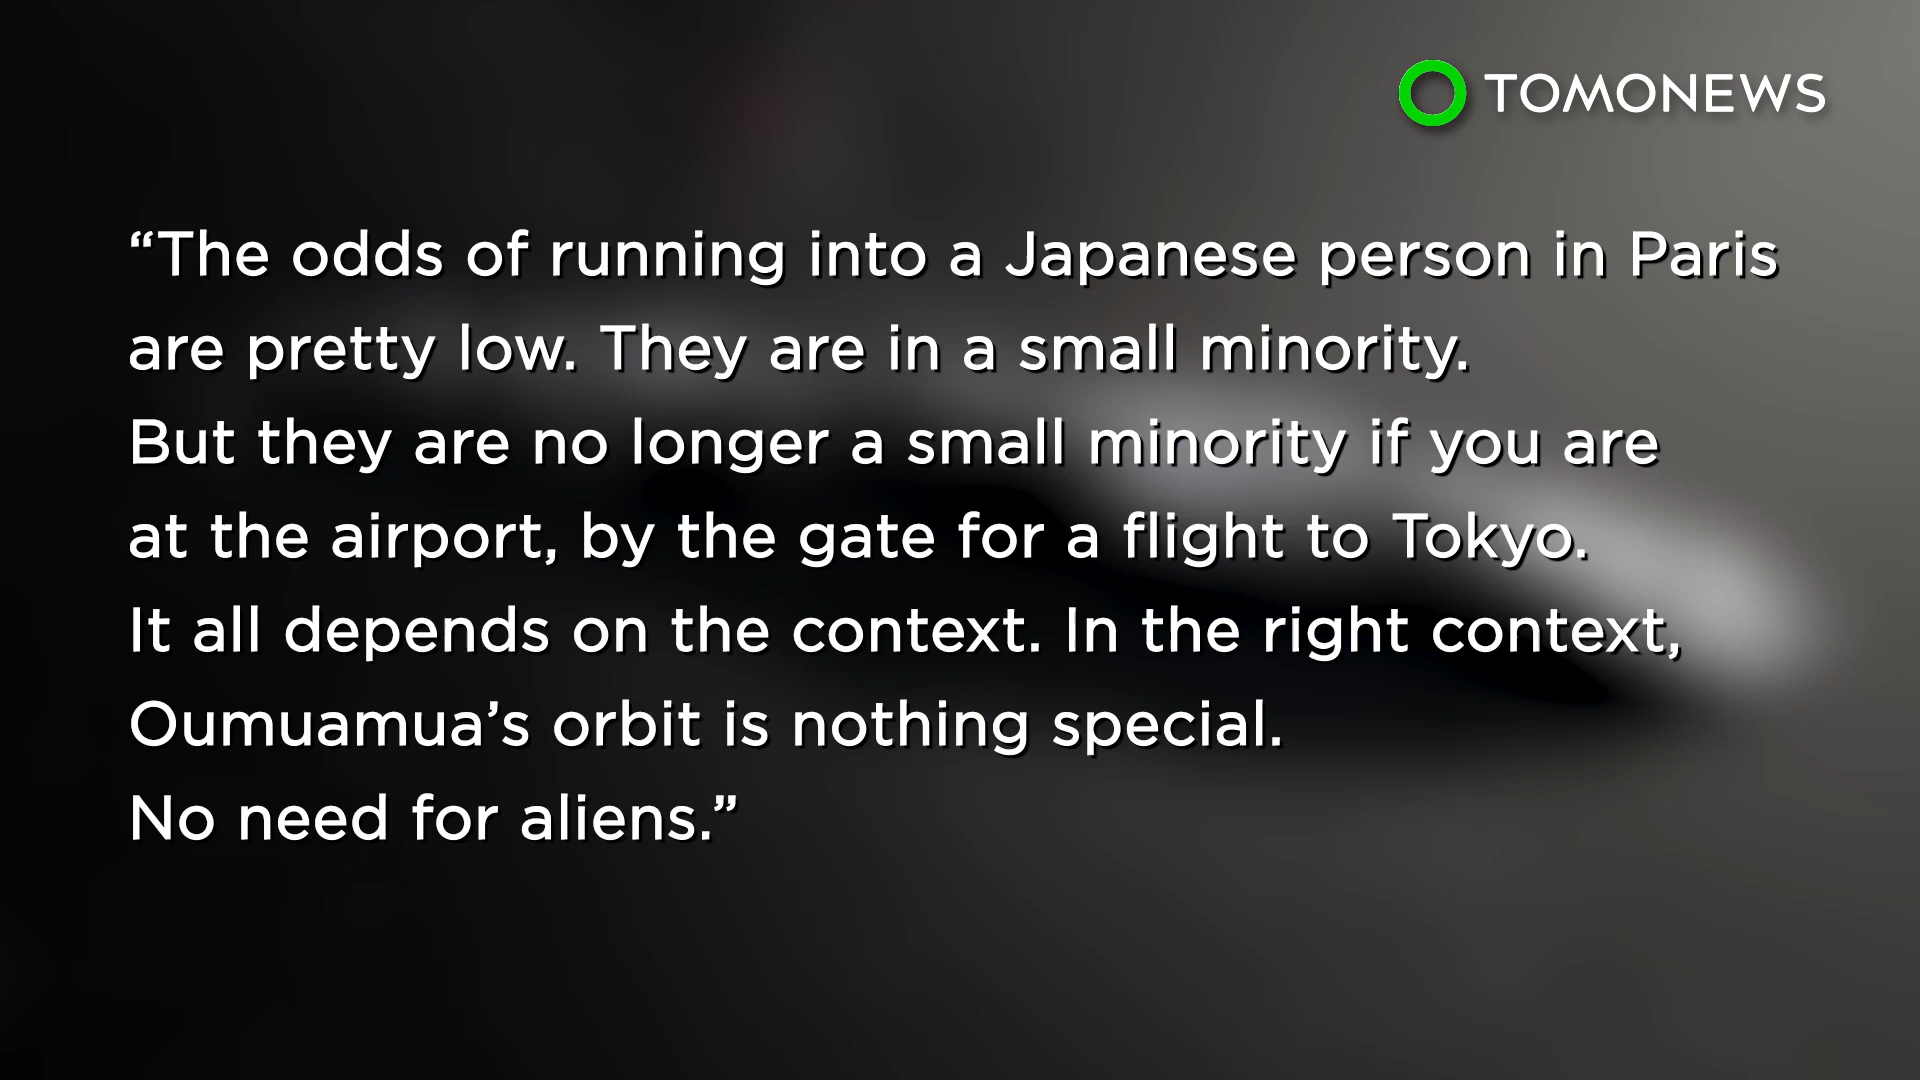 TOMONEWS
“The odds of running into a Japanese person in Paris
are pretty low. They are in a small minority.
But they are no longer a small minority if you are
at the airport, by the gate for a flight to Tokyo.
It all depends on the context. In the right context,
Oumuamua’s orbit is nothing special.
No need for aliens.”